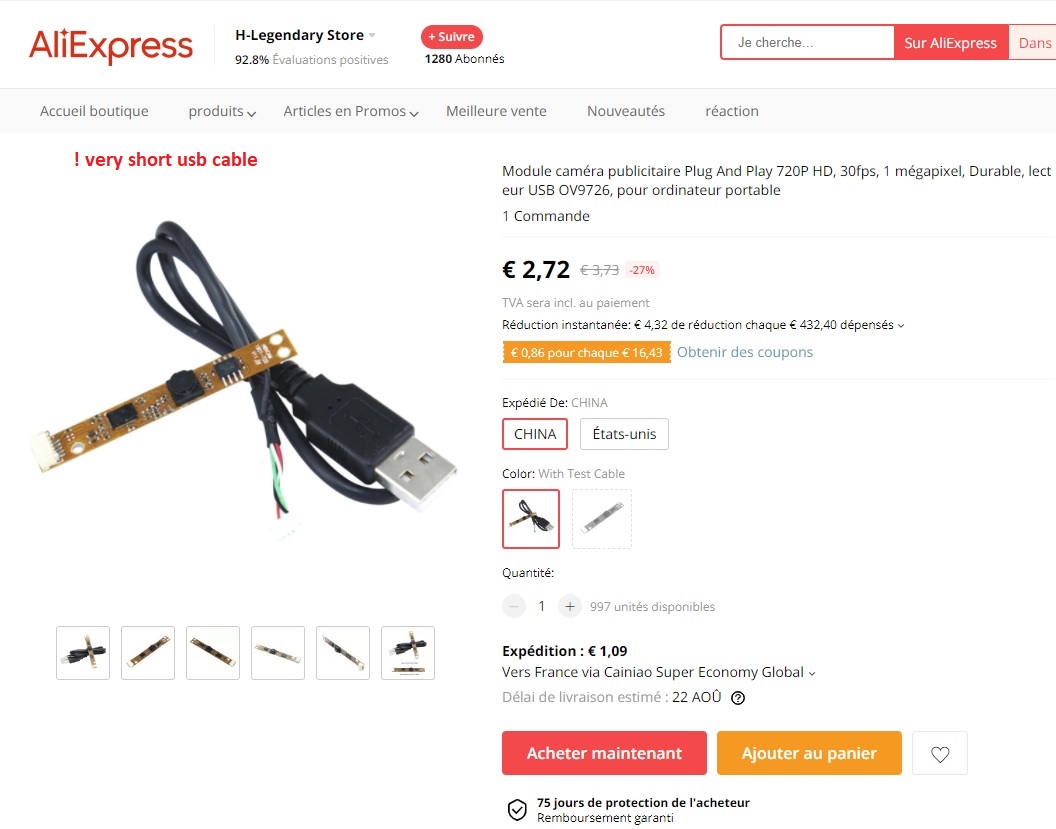 AliExpress
H-Legendary Store
92.8% Évaluations positives
+ Suivre
1280 Abonnés
Je cherche...
Sur AliExpress
Dans
Accueil boutique
produits
Articles en Promos
Meilleure vente
Nouveautés
réaction
! very short usb cable
Module caméra publicitaire Plug And Play 720P HD, 30fps, 1 mégapixel, Durable, lect
eur USB OV9726, pour ordinateur portable
1 Commande
€ 2,72 € 3,73 -27%
TVA sera incl. au paiement
Réduction instantanée: € 4,32 de réduction chaque € 432,40 dépensés
€ 0,86 pour chaque € 16,43 Obtenir des coupons
Expédié De: CHINA
CHINA
États-unis
Color: With Test Cable
Quantité:
1
997 unités disponibles
Expédition : € 1,09
Vers France via Cainiao Super Economy Global
Délai de livraison estimé : 22 AOÛ
Acheter maintenant
Ajouter au panier
75 jours de protection de l'acheteur
Remboursement garanti